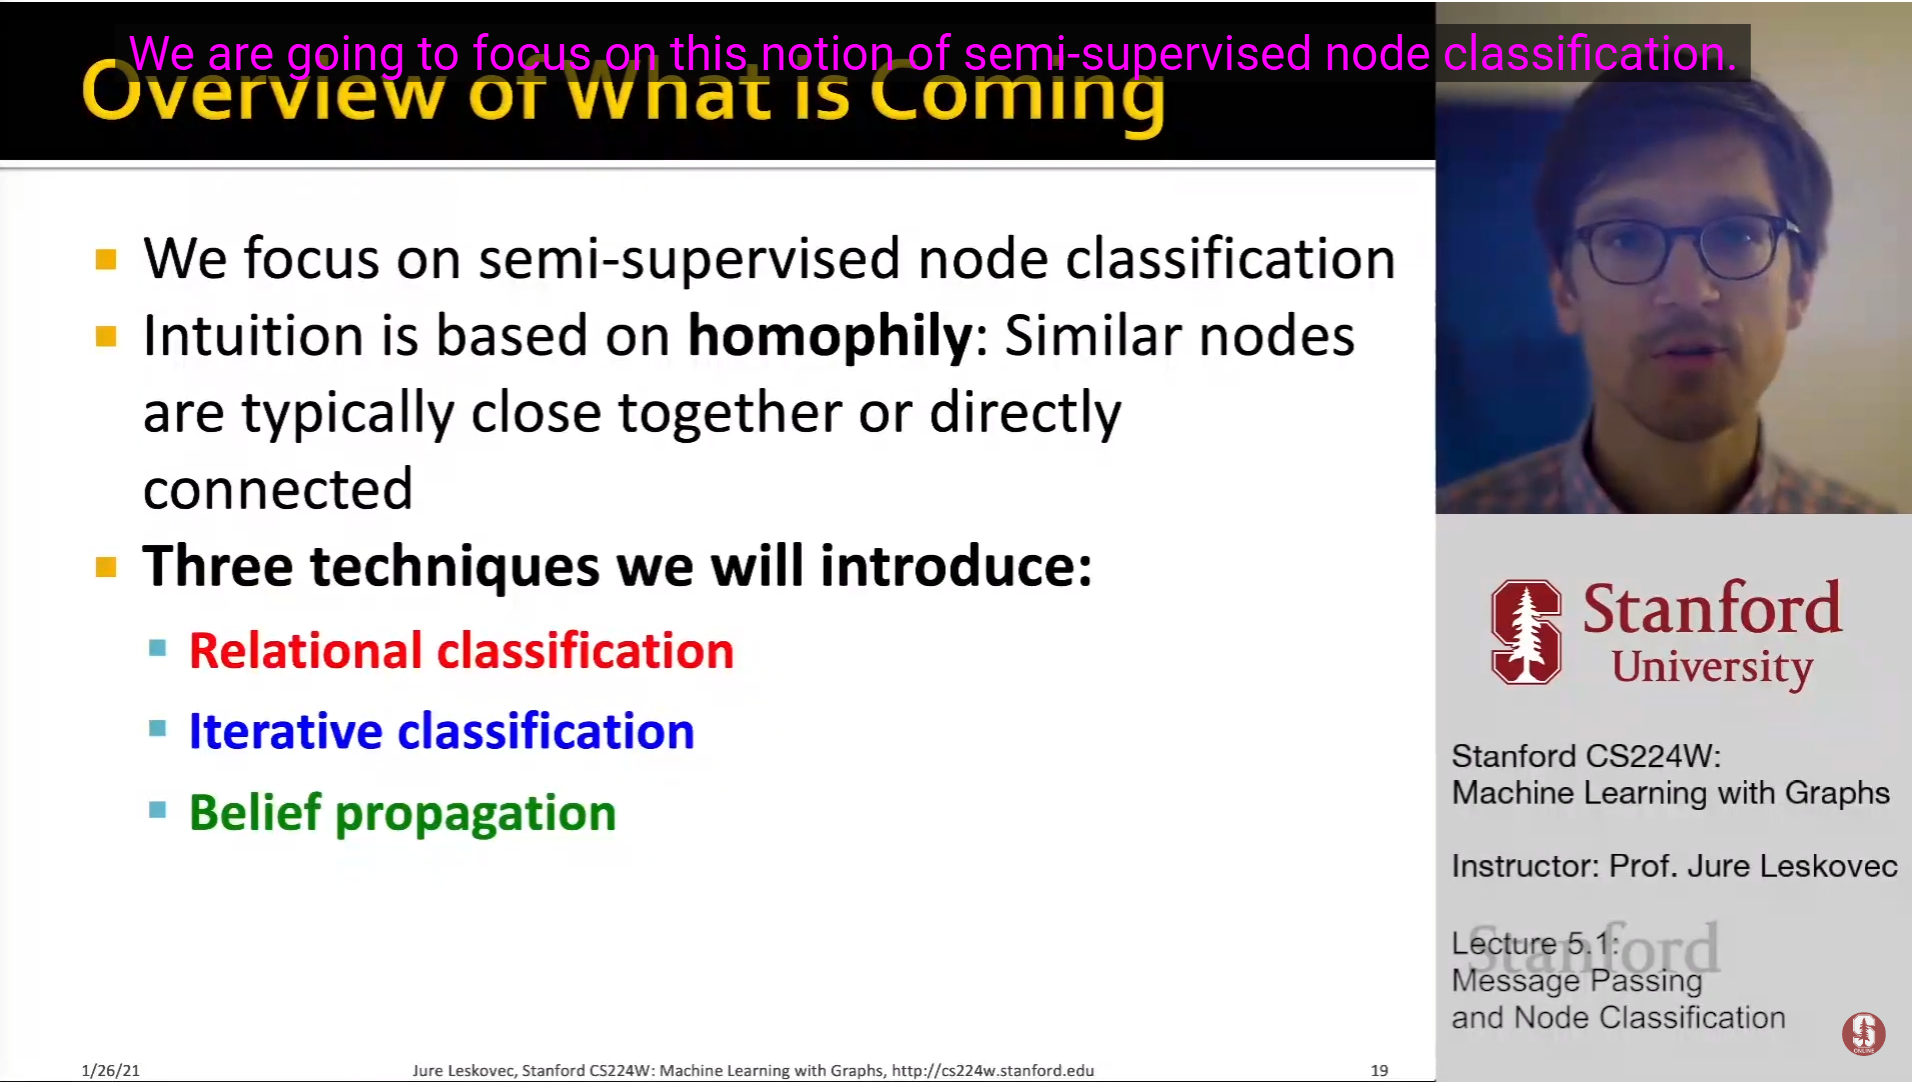 We are going to focus on this notion of semi-supervised node classification.
Overview of What is Coming
We focus on semi-supervised node classification
Intuition is based on homophily: Similar nodes
are typically close together or directly
connected
Three techniques we will introduce:
Relational classification
Iterative classification
Belief propagation
1/26/21
Jure Leskovec, Stanford CS224W: Machine Learning with Graphs, http://cs224w.stanford.edu
19
Stanford
University
Stanford CS224W:
Machine Learning with Graphs
Instructor: Prof. Jure Leskovec
Stanford
Lecture 5.1:
Message Passing
and Node Classification
ONLINE